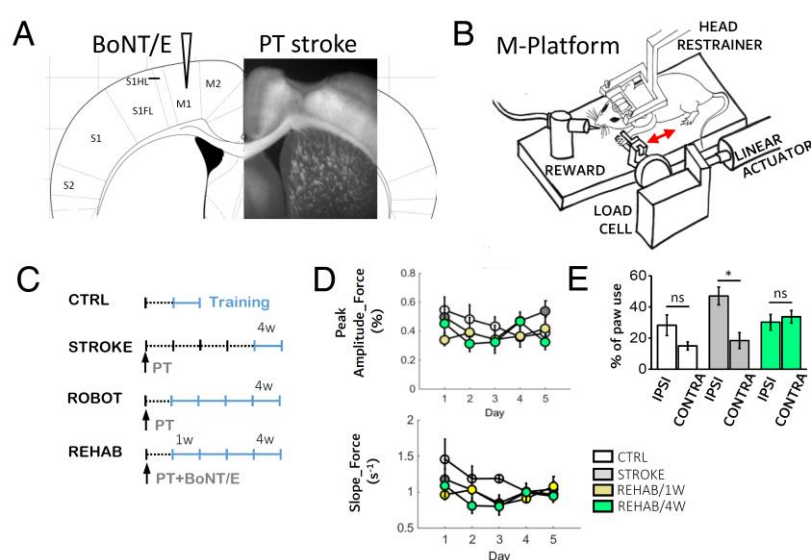 A
BoNT/E
PT stroke
S1HL
M2
M1
S1FL
S1
S2
B
M-Platform
HEAD
RESTRAINER
REWARD
LINEAR
ACTUATOR
LOAD
CELL
C
CTRL
Training
STROKE
4w
PT
ROBOT
4w
PT
REHAB
1w
4w
PT+BoNT/E
D
Peak
Amplitude_Force
(%)
0.8
0.6
0.4
0.2
0
1 2 3 4 5
Day
Slope_Force
(s⁻¹)
2
1.5
1
0.5
1 2 3 4 5
Day
E
% of paw use
60
40
20
0
ns
*
ns
IPSI
CONTRA
IPSI
CONTRA
IPSI
CONTRA
CTRL
STROKE
REHAB/1W
REHAB/4W